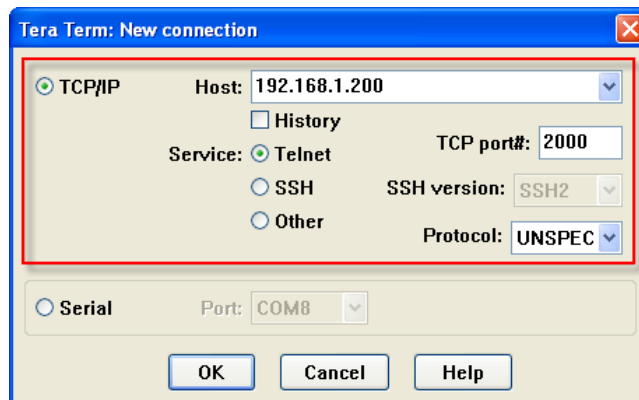 Tera Term: New connection
TCP/IP
Host: 192.168.1.200
History
Service: Telnet
TCP port#: 2000
SSH
SSH version: SSH2
Other
Protocol: UNSPEC
Serial
Port: COM8
OK
Cancel
Help